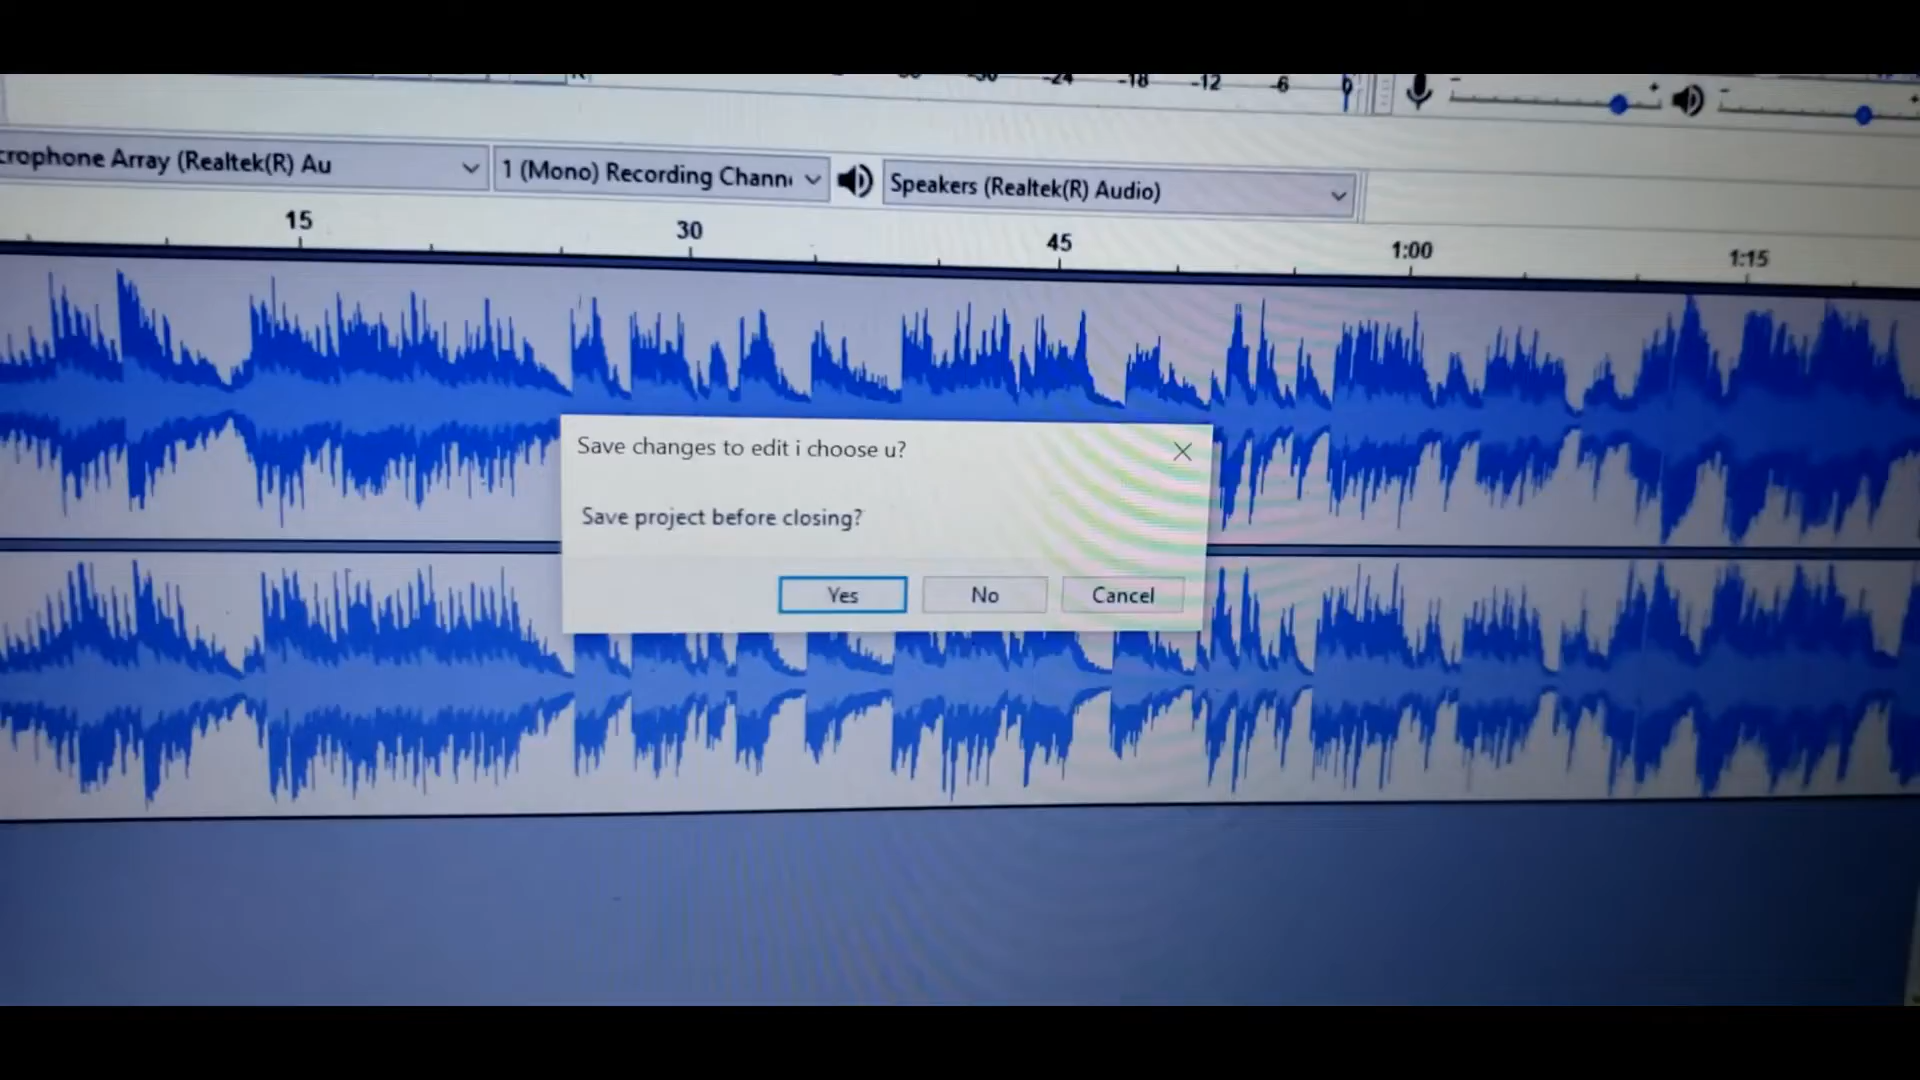 -24 -18 -12 -6
crophone Array (Realtek(R) Au
1 (Mono) Recording Chann
Speakers (Realtek(R) Audio)
15 30 45 1:00 1:15
Save changes to edit i choose u?
Save project before closing?
Yes No Cancel